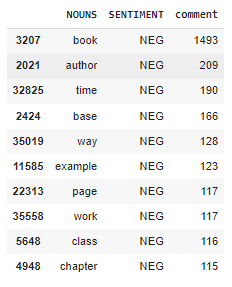 NOUNS SENTIMENT comment
3207 book NEG 1493
2021 author NEG 209
32825 time NEG 190
2424 base NEG 166
35019 way NEG 128
11585 example NEG 123
22313 page NEG 117
35558 work NEG 117
5648 class NEG 116
4948 chapter NEG 115